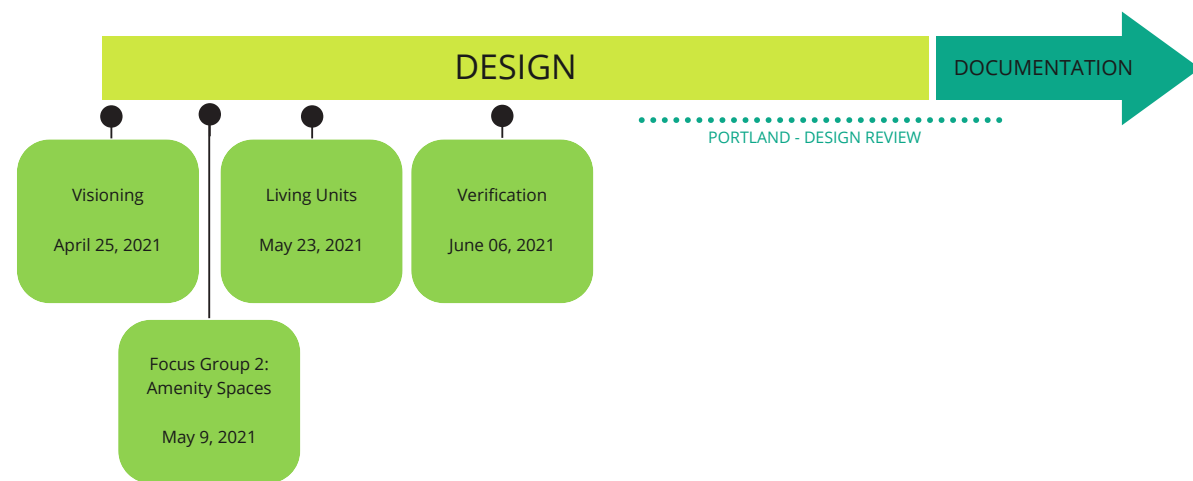 DESIGN
DOCUMENTATION
PORTLAND - DESIGN REVIEW
Visioning
April 25, 2021
Focus Group 2:
Amenity Spaces
May 9, 2021
Living Units
May 23, 2021
Verification
June 06, 2021